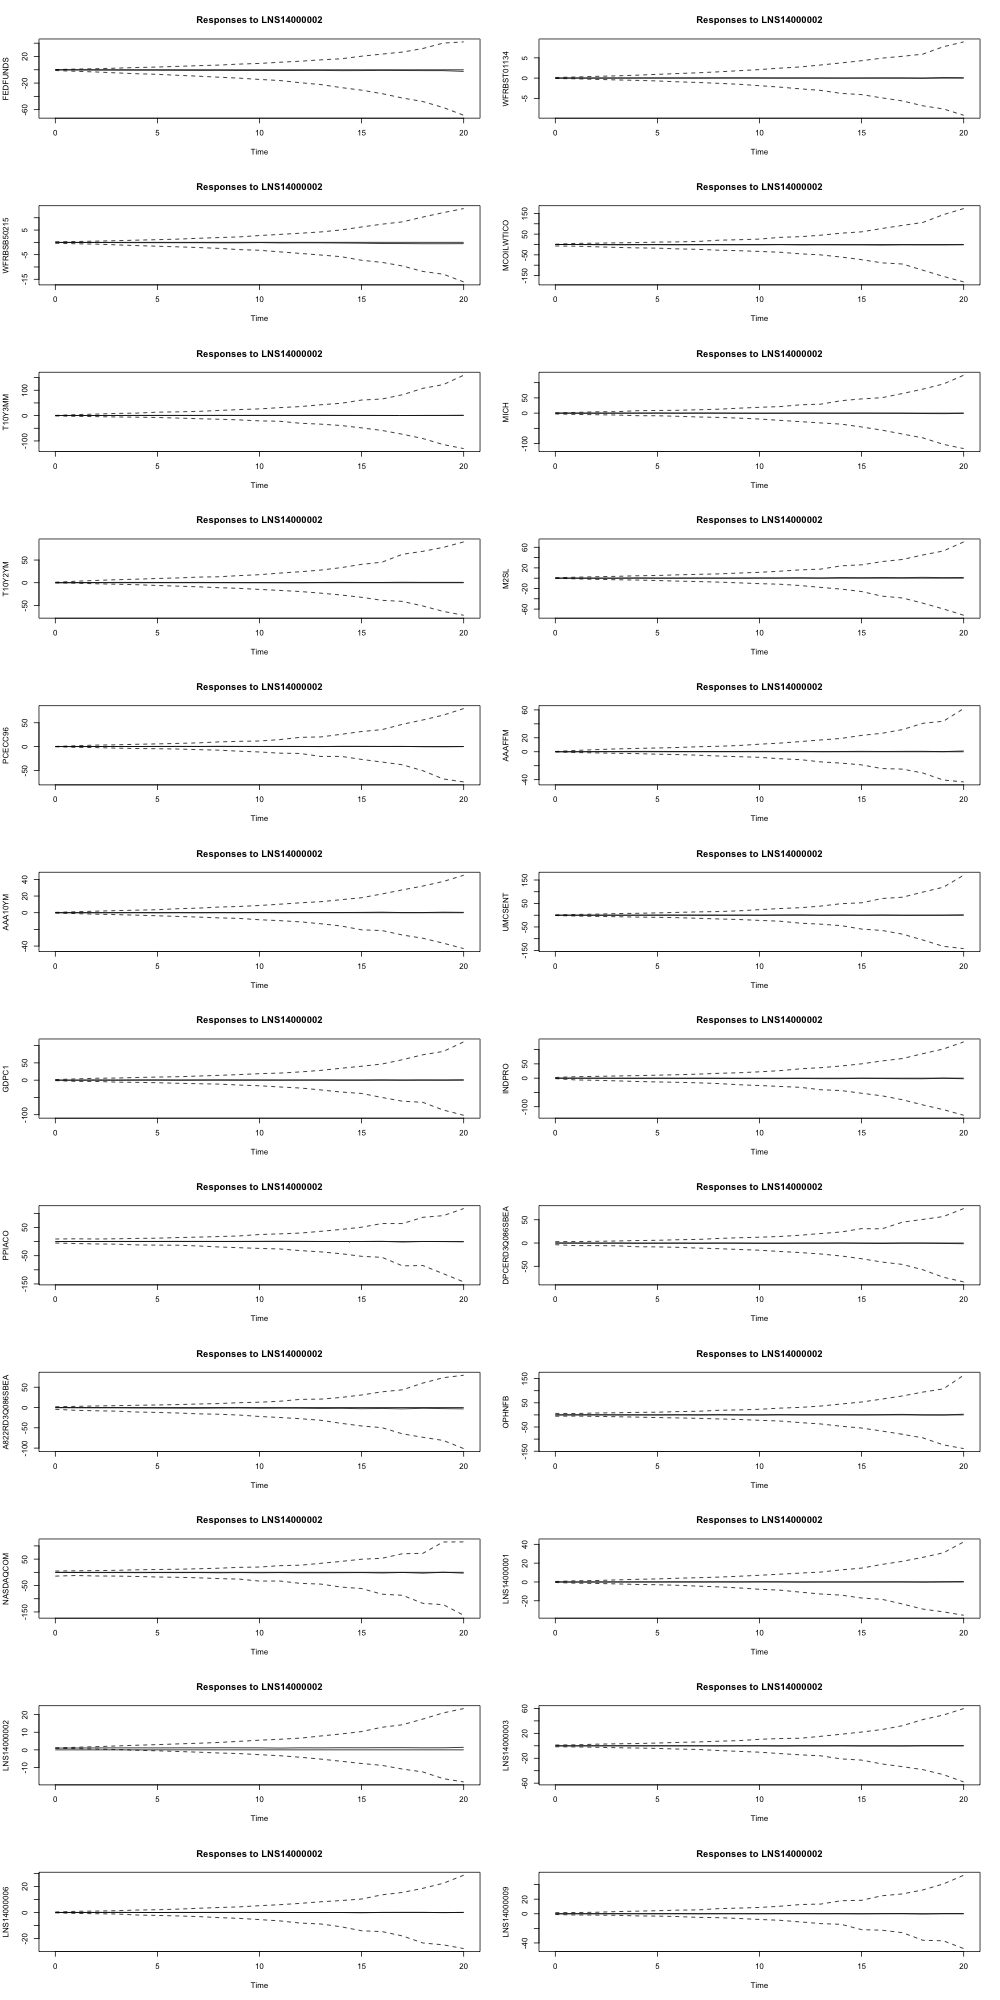 Responses to LNS14000002
FEDFUNDS
20
-20
-60
0 5 10 15 20
Time
Responses to LNS14000002
WFRBST01134
5
0
-5
0 5 10 15 20
Time
Responses to LNS14000002
WFRBSB50215
5
-5
-15
0 5 10 15 20
Time
Responses to LNS14000002
MCOILWTICO
150
50
-50
-150
0 5 10 15 20
Time
Responses to LNS14000002
T10Y3MM
100
0
-100
0 5 10 15 20
Time
Responses to LNS14000002
MICH
50
0
-100
0 5 10 15 20
Time
Responses to LNS14000002
T10Y2YM
50
0
-50
0 5 10 15 20
Time
Responses to LNS14000002
M2SL
60
20
-20
-60
0 5 10 15 20
Time
Responses to LNS14000002
PCECC96
50
0
-50
0 5 10 15 20
Time
Responses to LNS14000002
AAAFFM
60
40
20
0
-40
0 5 10 15 20
Time
Responses to LNS14000002
AAA10YM
40
20
0
-40
0 5 10 15 20
Time
Responses to LNS14000002
UMCSENT
150
50
-50
-150
0 5 10 15 20
Time
Responses to LNS14000002
GDPC1
50
0
-100
0 5 10 15 20
Time
Responses to LNS14000002
INDPRO
50
0
-100
0 5 10 15 20
Time
Responses to LNS14000002
PPIACO
50
-50
-150
0 5 10 15 20
Time
Responses to LNS14000002
DPCERD3Q086SBEA
50
0
-50
0 5 10 15 20
Time
Responses to LNS14000002
A822RD3Q086SBEA
50
0
-50
-100
0 5 10 15 20
Time
Responses to LNS14000002
OPHNFB
150
50
-50
-150
0 5 10 15 20
Time
Responses to LNS14000002
NASDAQCOM
50
-50
-150
0 5 10 15 20
Time
Responses to LNS14000002
LNS14000001
40
20
0
-20
0 5 10 15 20
Time
Responses to LNS14000002
LNS14000002
20
10
0
-10
0 5 10 15 20
Time
Responses to LNS14000002
LNS14000003
60
20
-20
-60
0 5 10 15 20
Time
Responses to LNS14000002
LNS14000006
20
0
-20
0 5 10 15 20
Time
Responses to LNS14000002
LNS14000009
20
0
-40
0 5 10 15 20
Time